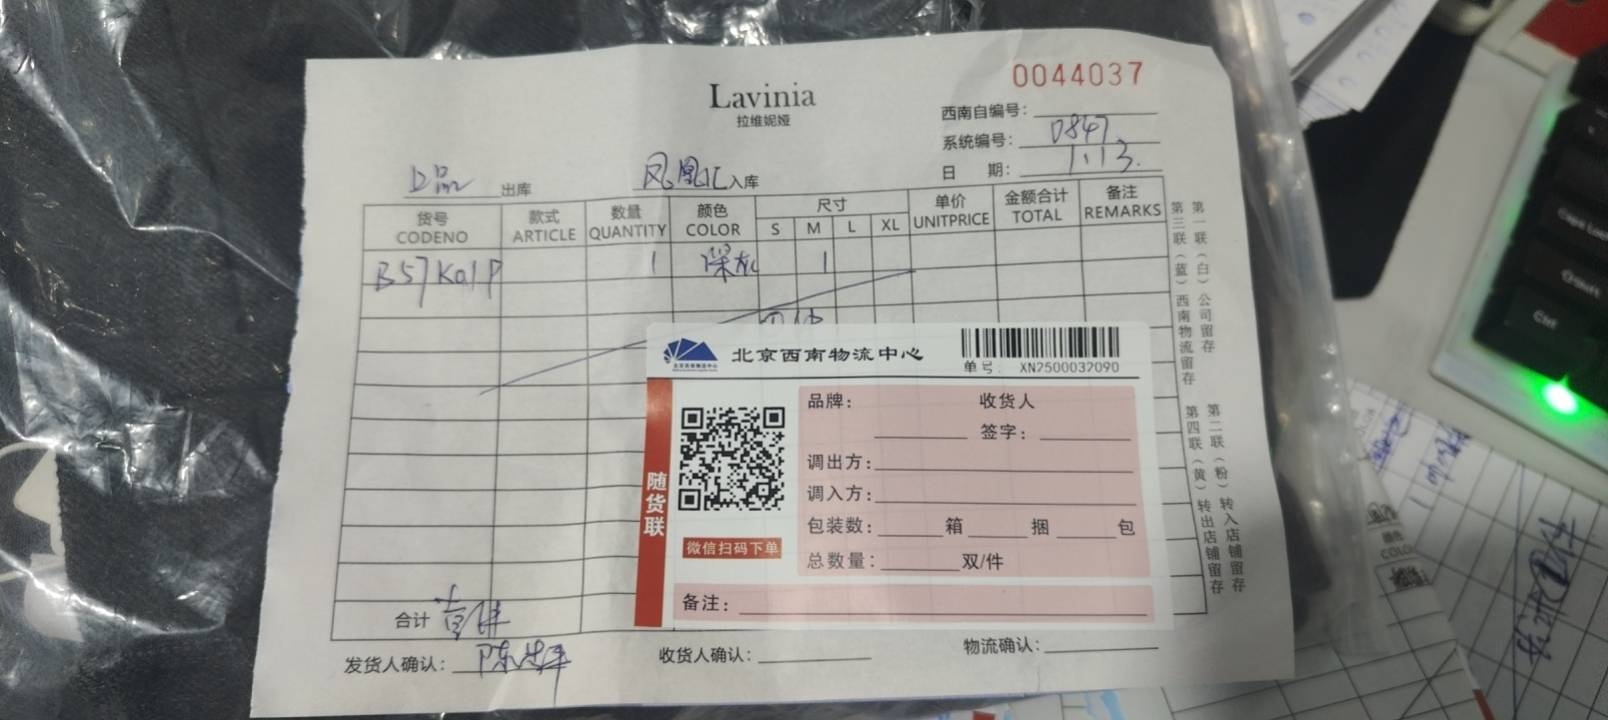 0044037
Lavinia
拉维妮娅
西南自编号:
系统编号: 0847
日 期: 1.13.
上品 出库 凤凰汇 入库
货号 款式 数量 颜色 尺寸 单价 金额合计 备注
CODENO ARTICLE QUANTITY COLOR S M L XL UNITPRICE TOTAL REMARKS
1 深灰 1
北京西南物流中心
单号: XN2500032090
品牌: 收货人
签字:
调出方:
调入方:
包装数: 箱 捆 包
总数量: 双/件
备注:
随货联
微信扫码下单
合计 壹件
发货人确认: 收货人确认: 物流确认:
第一联(白)公司留存
第二联(粉)转入店铺留存
第三联(蓝)西南物流留存
第四联(黄)转出店铺留存
Caps Lock
Ctrl